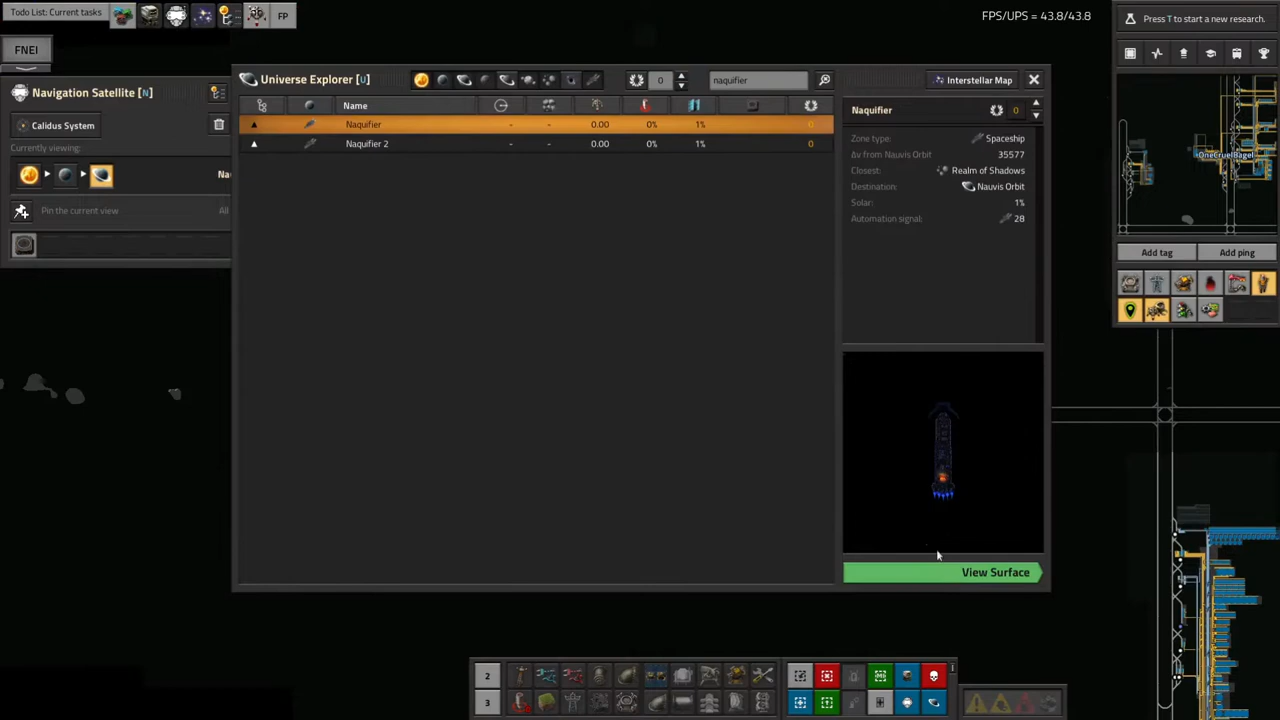 Todo List: Current tasks
FP
FPS/UPS = 43.8/43.8
Press T to start a new research.
FNEI
Navigation Satellite [N]
Calidus System
Currently viewing:
Na
Pin the current view
All
Universe Explorer [U]
0
naquifier
Interstellar Map
Name
Naquifier - - 0.00 0% 1% 0
Naquifier 2 - - 0.00 0% 1% 0
Naquifier
0
Zone type: Spaceship
Δv from Nauvis Orbit 35577
Closest: Realm of Shadows
Destination: Nauvis Orbit
Solar: 1%
Automation signal: 28
View Surface
OneCruelBagel
Add tag
Add ping
2
3